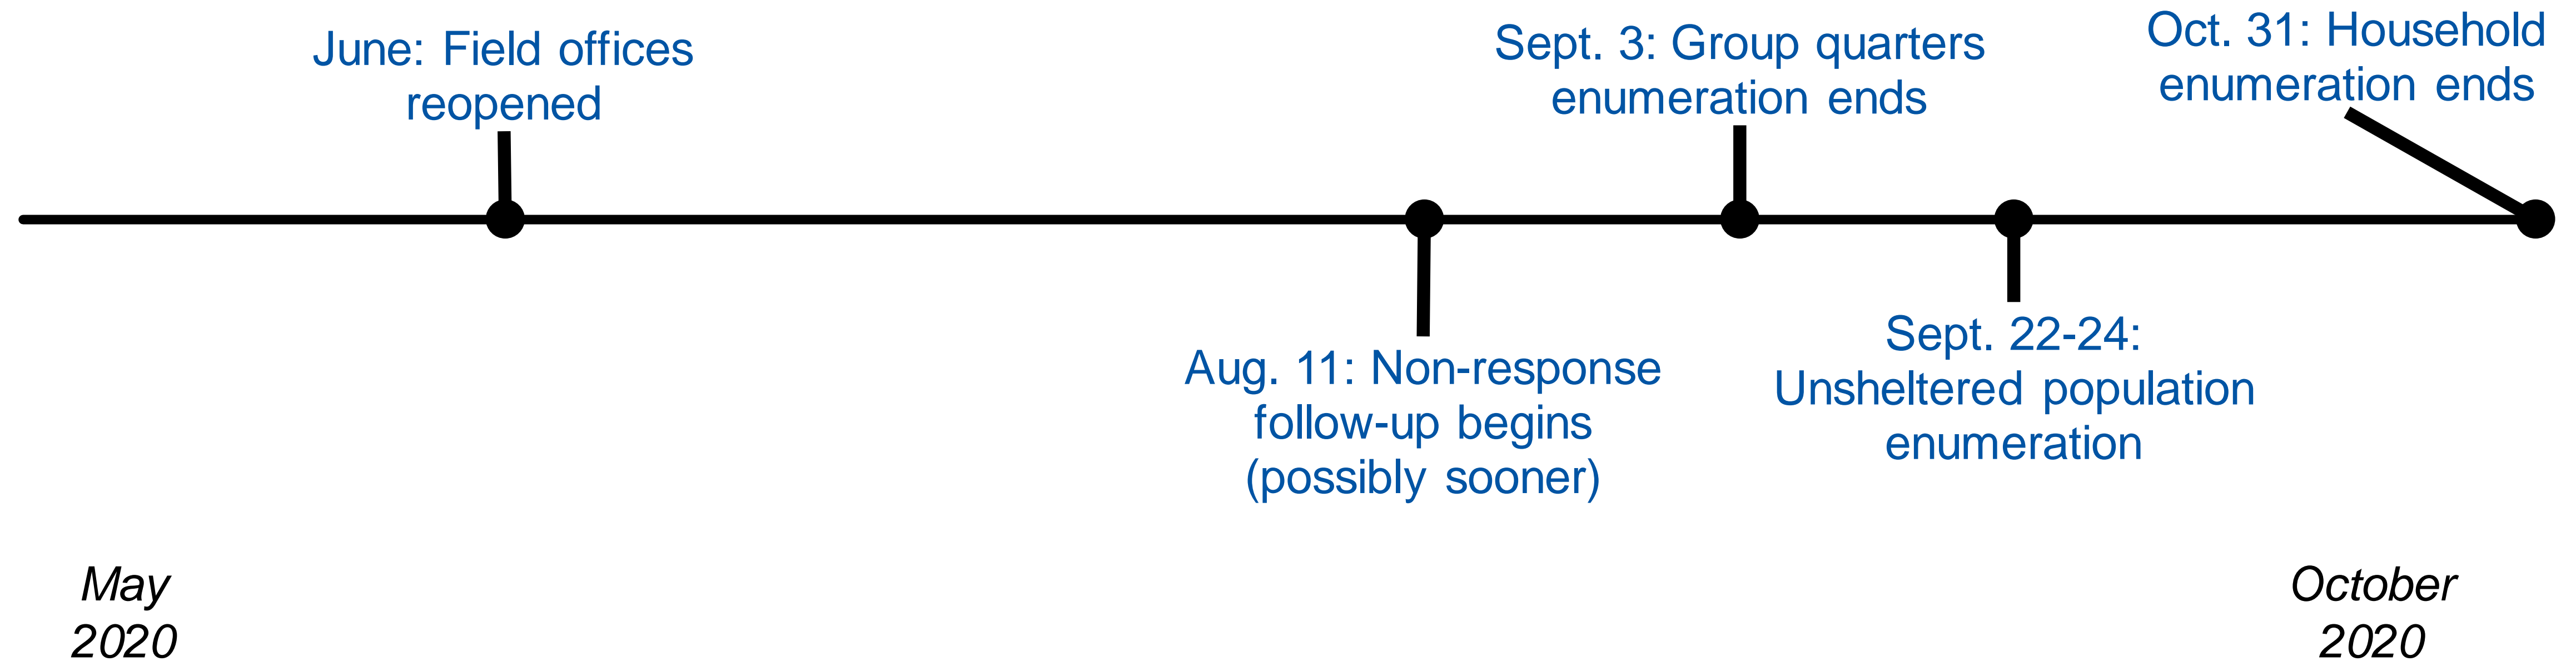 June: Field offices
reopened
Sept. 3: Group quarters
enumeration ends
Oct. 31: Household
enumeration ends
Aug. 11: Non-response
follow-up begins
(possibly sooner)
Sept. 22-24:
Unsheltered population
enumeration
May
2020
October
2020